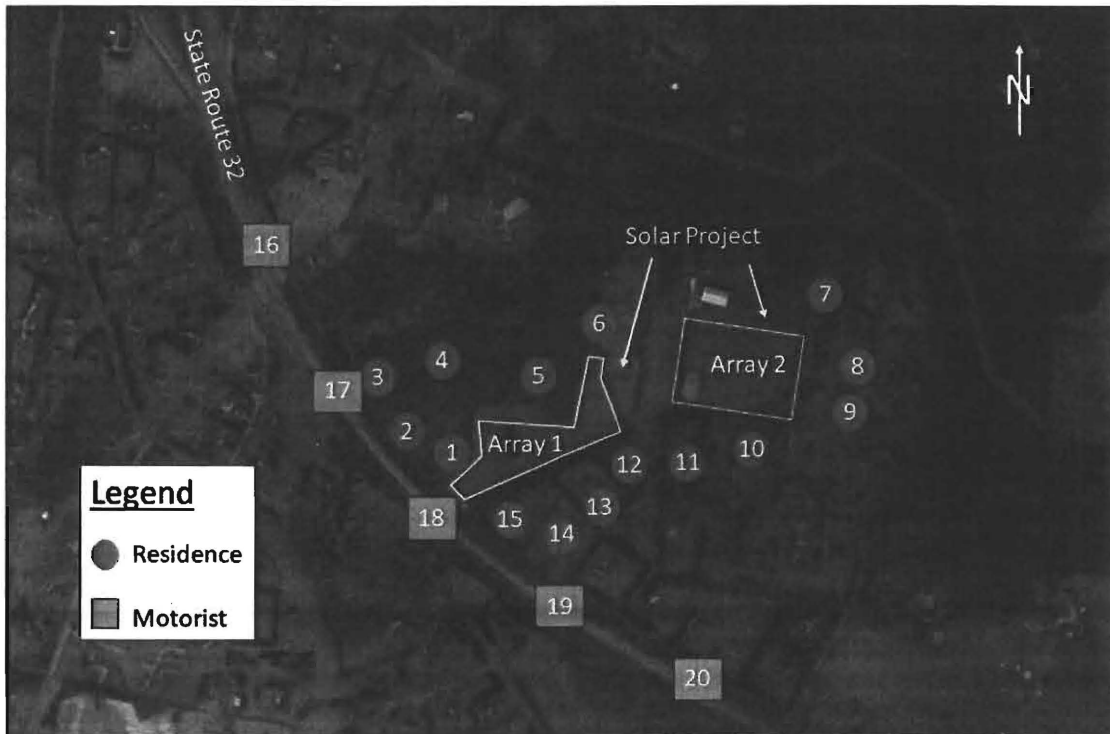 State Route 32
N
16
Solar Project
7
6
4
Array 2
8
5
3
17
9
2
Array 1
10
1
11
12
Legend
13
15
18
14
Residence
19
Motorist
20